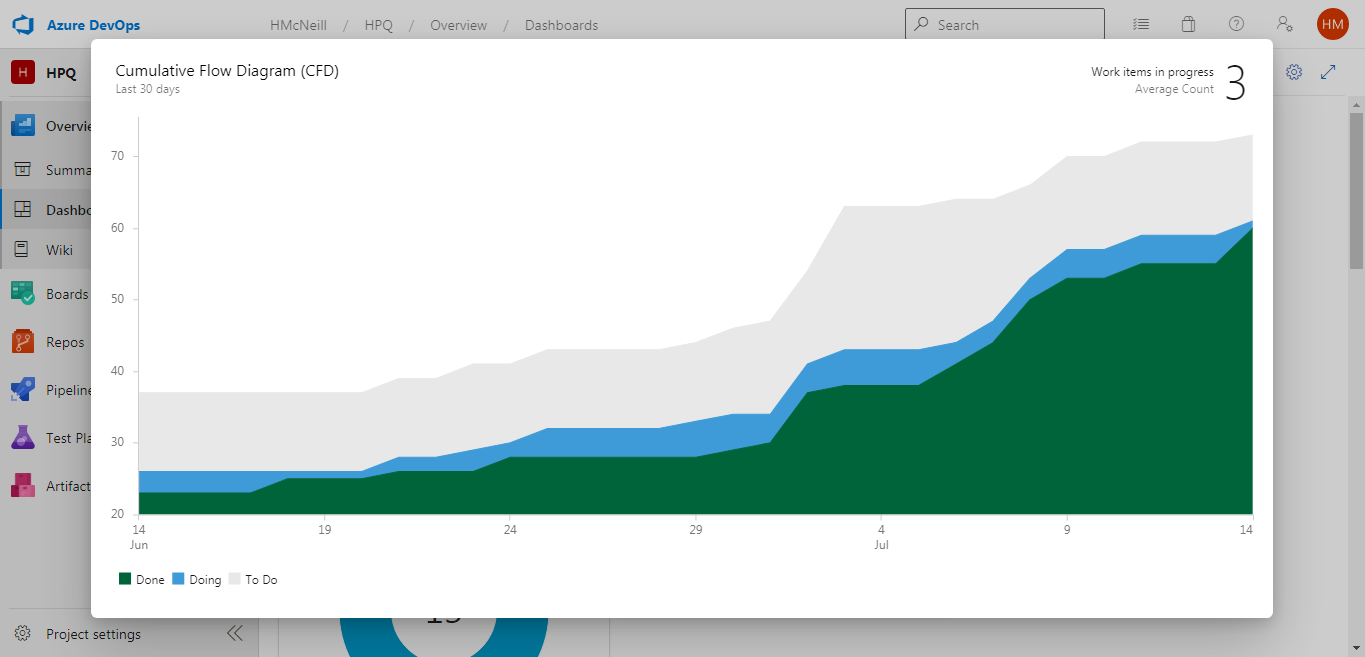 Azure DevOps
HMcNeill / HPQ / Overview / Dashboards
Search
HM
H
HPQ
Cumulative Flow Diagram (CFD)
Last 30 days
Work items in progress
Average Count
3
Overvie
Summa
Dashbo
Wiki
Boards
Repos
Pipeline
Test Pla
Artifact
70
60
50
40
30
20
14 19 24 29 4 9 14
Jun Jul
Done Doing To Do
Project settings